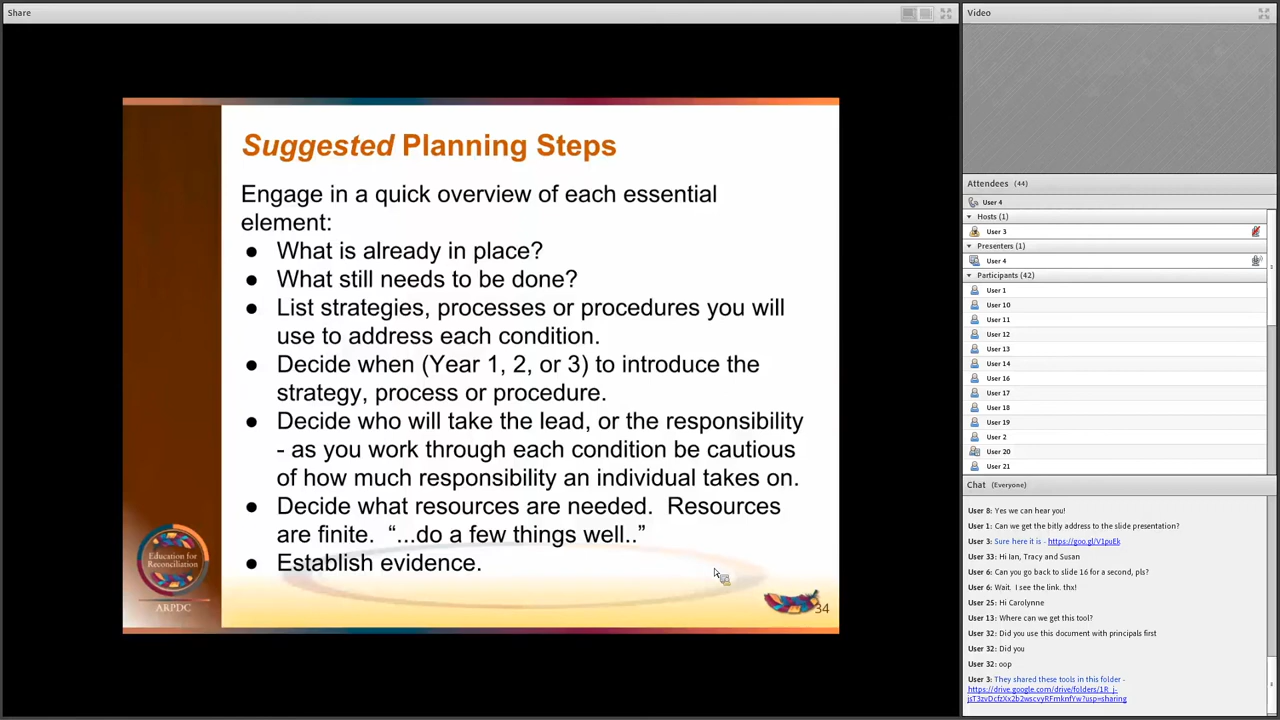 Share
Suggested Planning Steps
Engage in a quick overview of each essential
element:
● What is already in place?
● What still needs to be done?
● List strategies, processes or procedures you will
use to address each condition.
● Decide when (Year 1, 2, or 3) to introduce the
strategy, process or procedure.
● Decide who will take the lead, or the responsibility
- as you work through each condition be cautious
of how much responsibility an individual takes on.
● Decide what resources are needed.  Resources
are finite.  “...do a few things well..”
● Establish evidence.
Education for
Reconciliation
ARPDC
34
Video
Attendees (44)
User 4
Hosts (1)
User 3
Presenters (1)
User 4
Participants (42)
User 1
User 10
User 11
User 12
User 13
User 14
User 16
User 17
User 18
User 19
User 2
User 20
User 21
Chat (Everyone)
User 8: Yes we can hear you!
User 1: Can we get the bitly address to the slide presentation?
User 3: Sure here it is - https://goo.gl/V1puEk
User 33: Hi Ian, Tracy and Susan
User 6: Can you go back to slide 16 for a second, pls?
User 6: Wait. I see the link. thx!
User 25: Hi Carolynne
User 13: Where can we get this tool?
User 32: Did you use this document with principals first
User 32: Did you
User 32: oop
User 3: They shared these tools in this folder -
https://drive.google.com/drive/folders/1R_j-
jsT3zvDcfzXx2b2wscvyRFmknfYw?usp=sharing